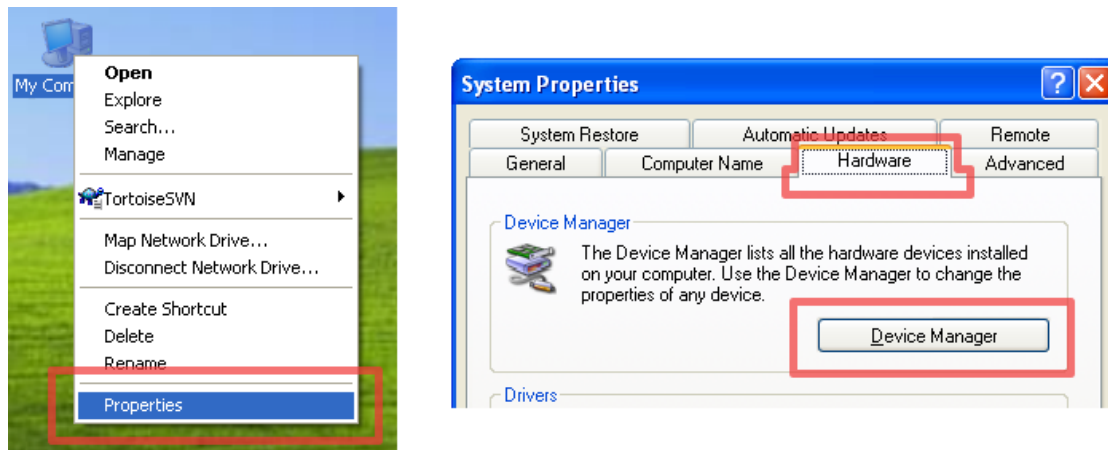 My Com
Open
Explore
Search...
Manage
TortoiseSVN
Map Network Drive...
Disconnect Network Drive...
Create Shortcut
Delete
Rename
Properties
System Properties
System Restore
Automatic Updates
Remote
General
Computer Name
Hardware
Advanced
Device Manager
The Device Manager lists all the hardware devices installed
on your computer. Use the Device Manager to change the
properties of any device.
Device Manager
Drivers